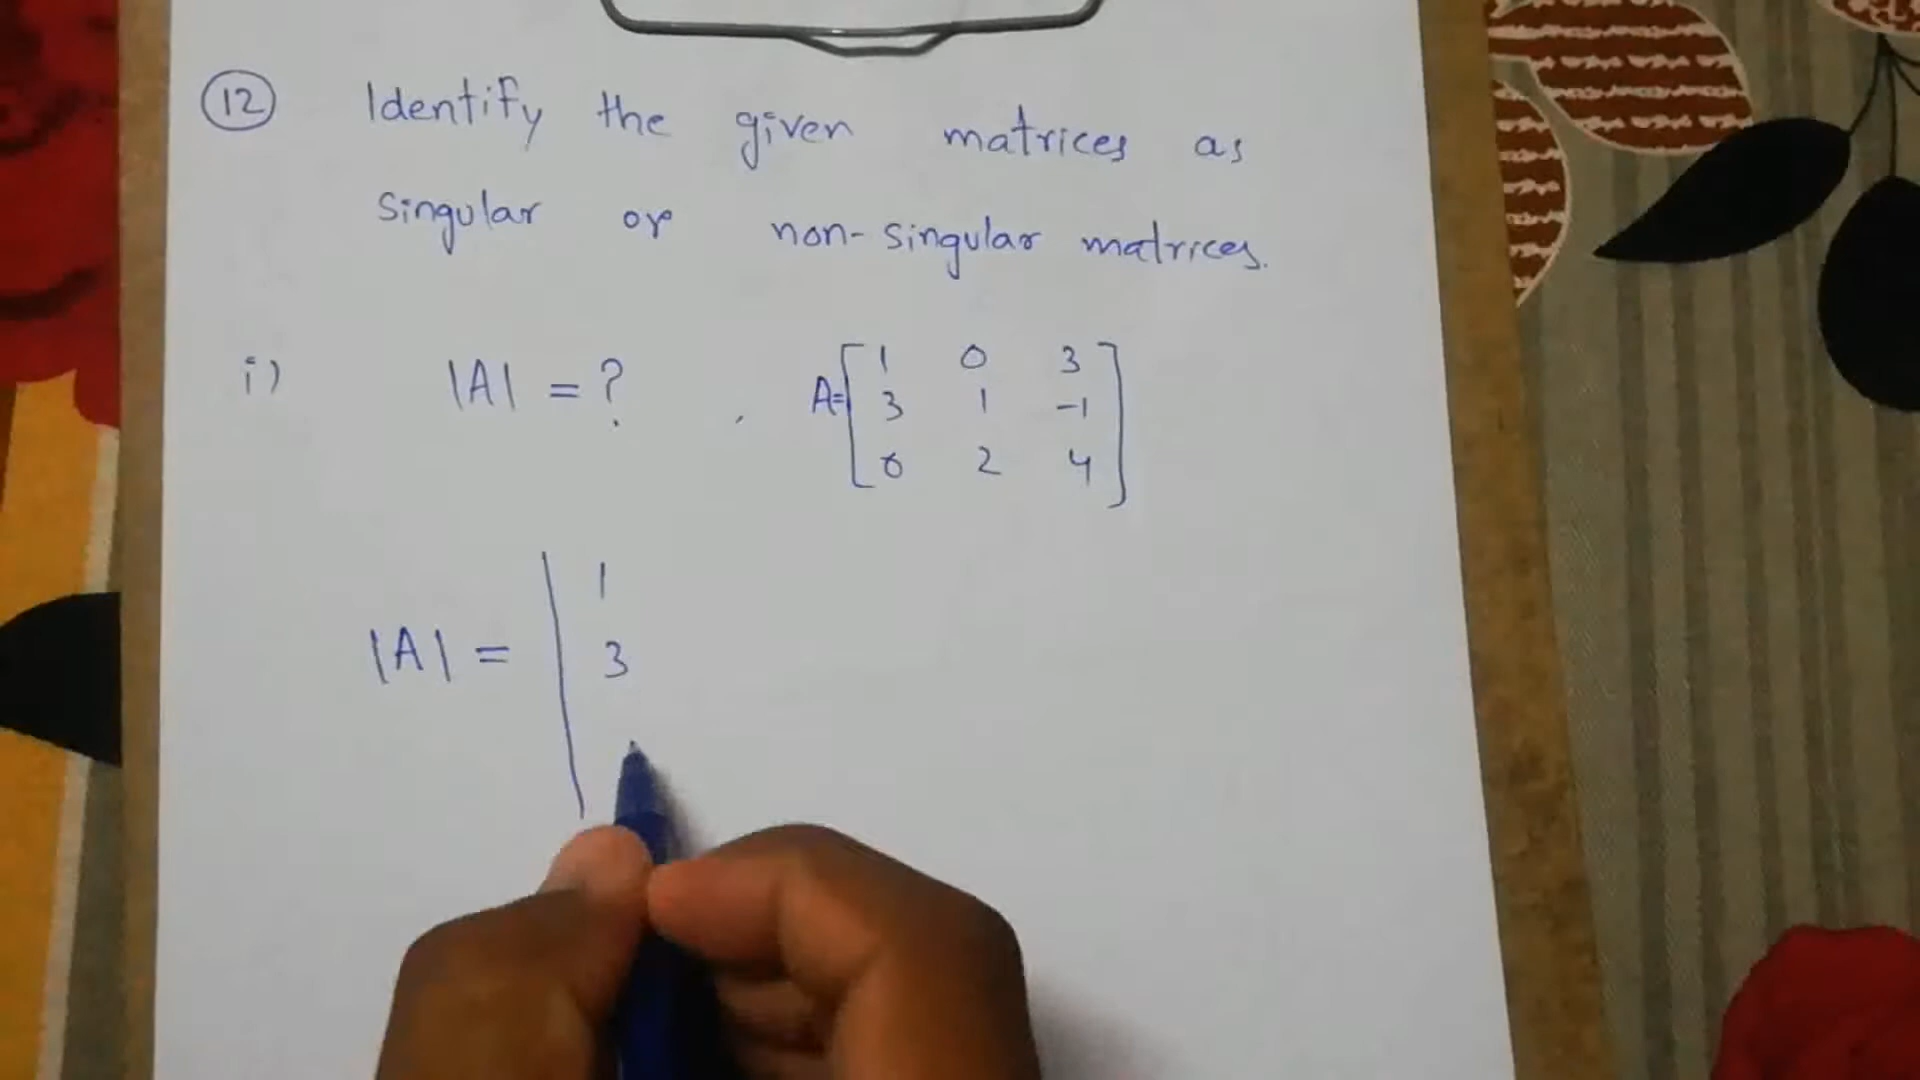 12 Identify the given matrices as
singular or non-singular matrices.
i) |A| = ? , A= [ 1 0 3
3 1 -1
0 2 4 ]
|A| = | 1
3